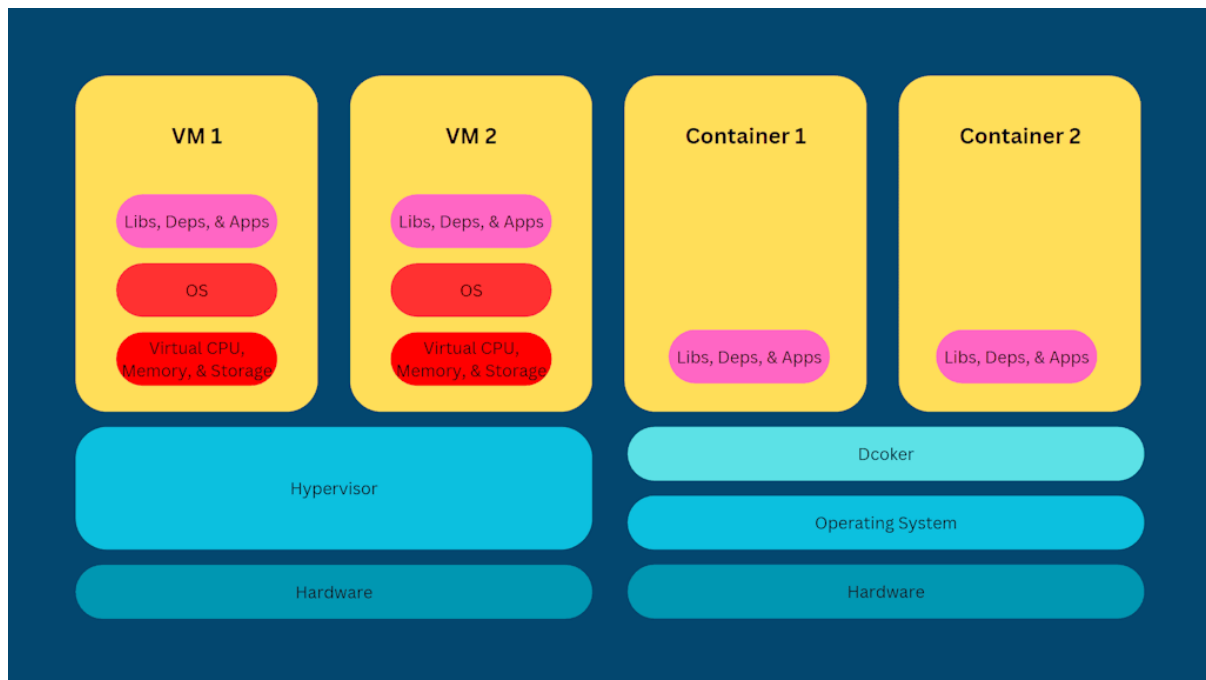 VM 1
Libs, Deps, & Apps
OS
Virtual CPU,
Memory, & Storage
VM 2
Libs, Deps, & Apps
OS
Virtual CPU,
Memory, & Storage
Hypervisor
Hardware
Container 1
Libs, Deps, & Apps
Container 2
Libs, Deps, & Apps
Dcoker
Operating System
Hardware